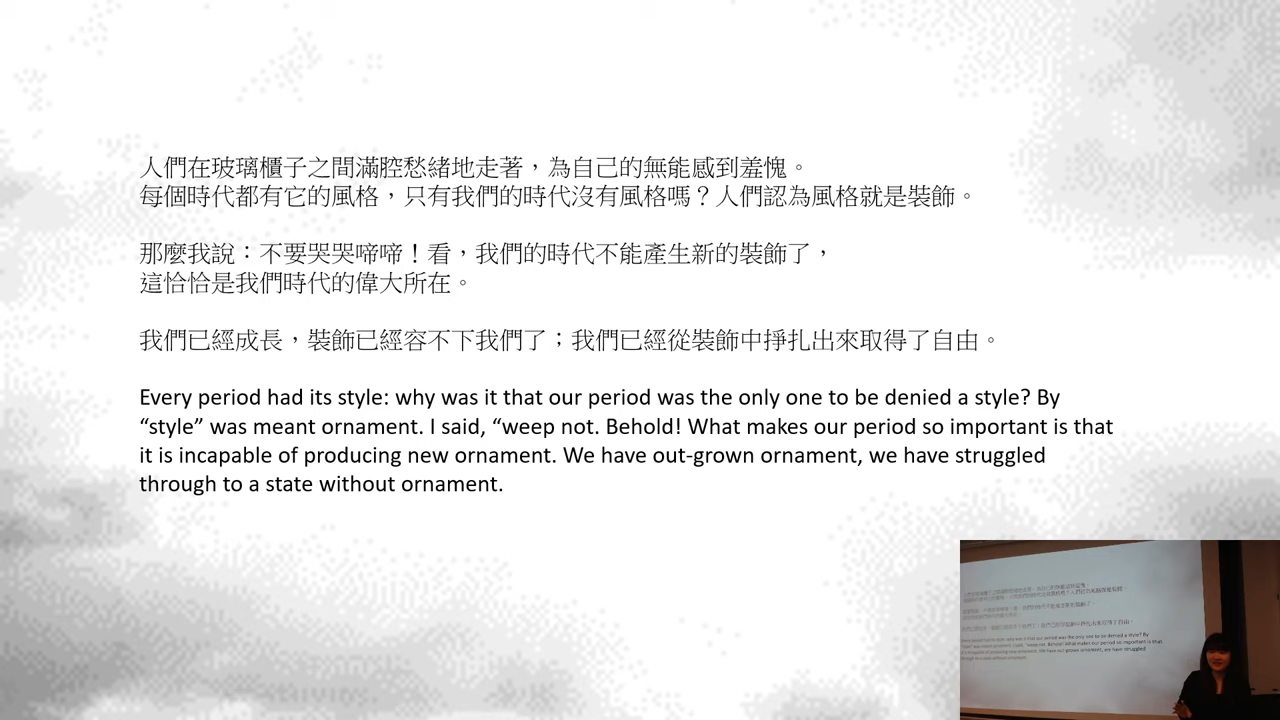 人們在玻璃櫃子之間滿腔愁緒地走著，為自己的無能感到羞愧。
每個時代都有它的風格，只有我們的時代沒有風格嗎？人們認為風格就是裝飾。
那麼我說：不要哭哭啼啼！看，我們的時代不能產生新的裝飾了，
這恰恰是我們時代的偉大所在。
我們已經成長，裝飾已經容不下我們了；我們已經從裝飾中掙扎出來取得了自由。
Every period had its style: why was it that our period was the only one to be denied a style? By
“style” was meant ornament. I said, “weep not. Behold! What makes our period so important is that
it is incapable of producing new ornament. We have out-grown ornament, we have struggled
through to a state without ornament.